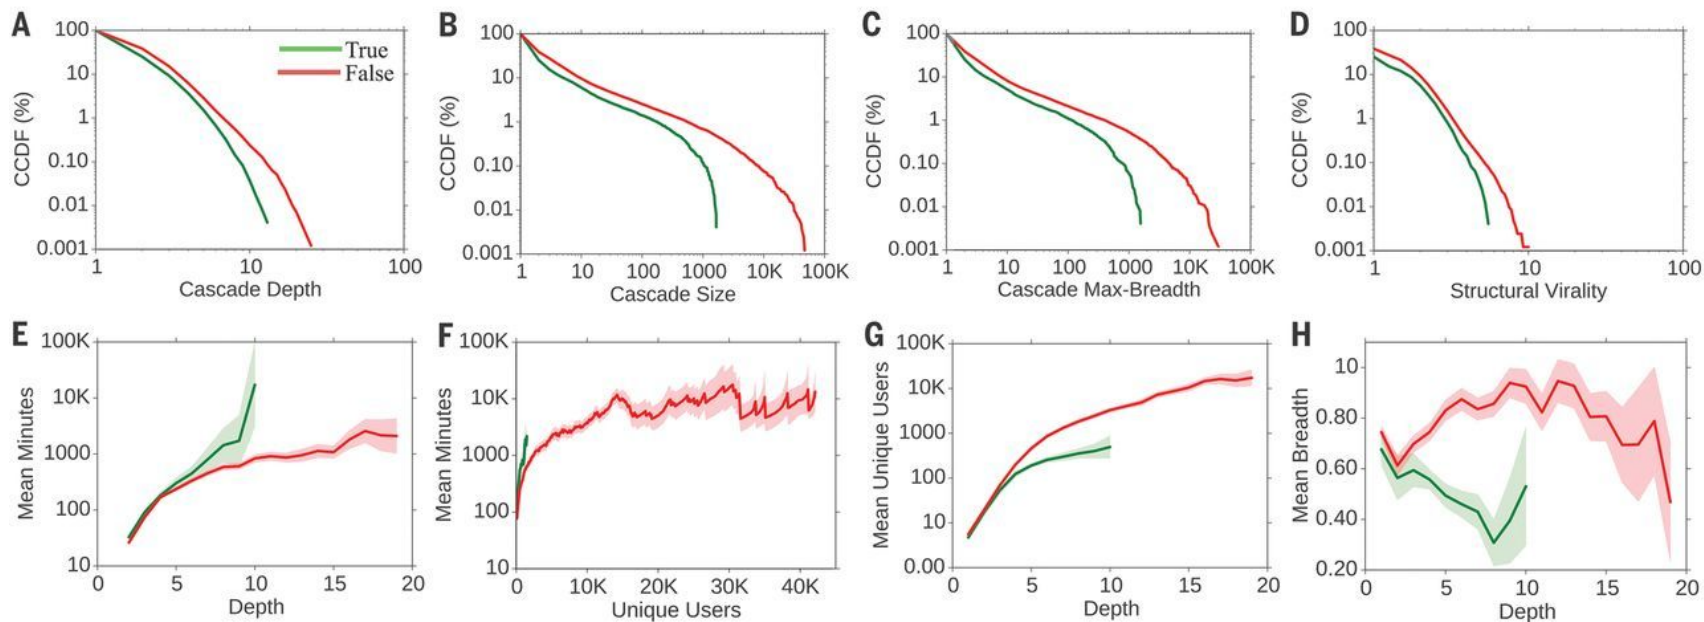 A
100
10
1
0.10
0.01
0.001
CCDF (%)
True
False
1
10
100
Cascade Depth
B
100
10
1
0.10
0.01
0.001
CCDF (%)
1
10
100
1000
10K
100K
Cascade Size
C
100
10
1
0.10
0.01
0.001
CCDF (%)
1
10
100
1000
10K
100K
Cascade Max-Breadth
D
100
10
1
0.10
0.01
0.001
CCDF (%)
1
10
100
Structural Virality
E
100K
10K
1000
100
10
Mean Minutes
0
5
10
15
20
Depth
F
100K
10K
1000
100
10
Mean Minutes
0
10K
20K
30K
40K
Unique Users
G
100K
10K
1000
100
10
0.00
Mean Unique Users
0
5
10
15
20
Depth
H
10
0.80
0.60
0.40
0.20
Mean Breadth
0
5
10
15
20
Depth